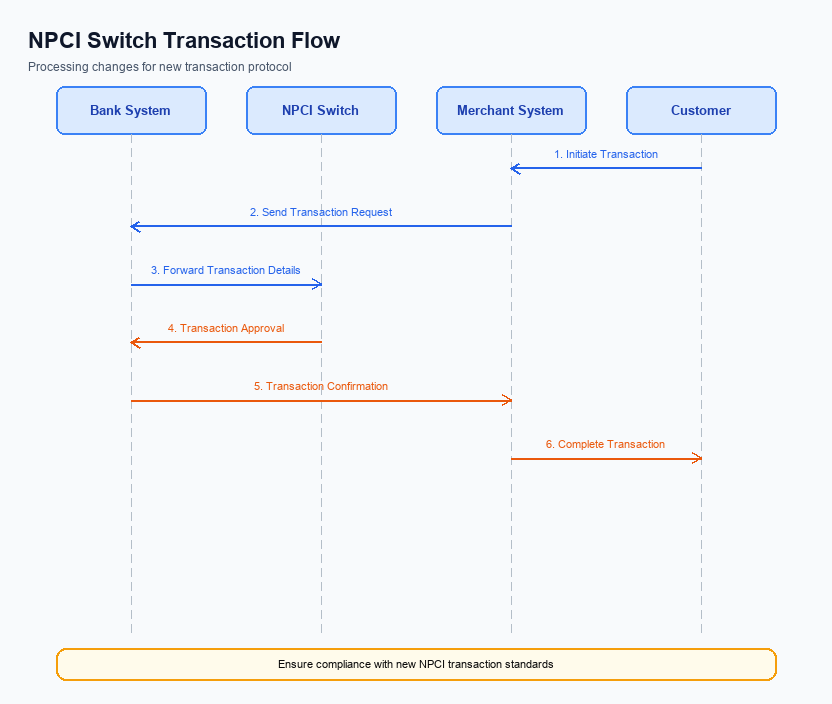 NPCI Switch Transaction Flow
Processing changes for new transaction protocol
Bank System
NPCI Switch
Merchant System
Customer
1. Initiate Transaction
2. Send Transaction Request
3. Forward Transaction Details
4. Transaction Approval
5. Transaction Confirmation
6. Complete Transaction
Ensure compliance with new NPCI transaction standards